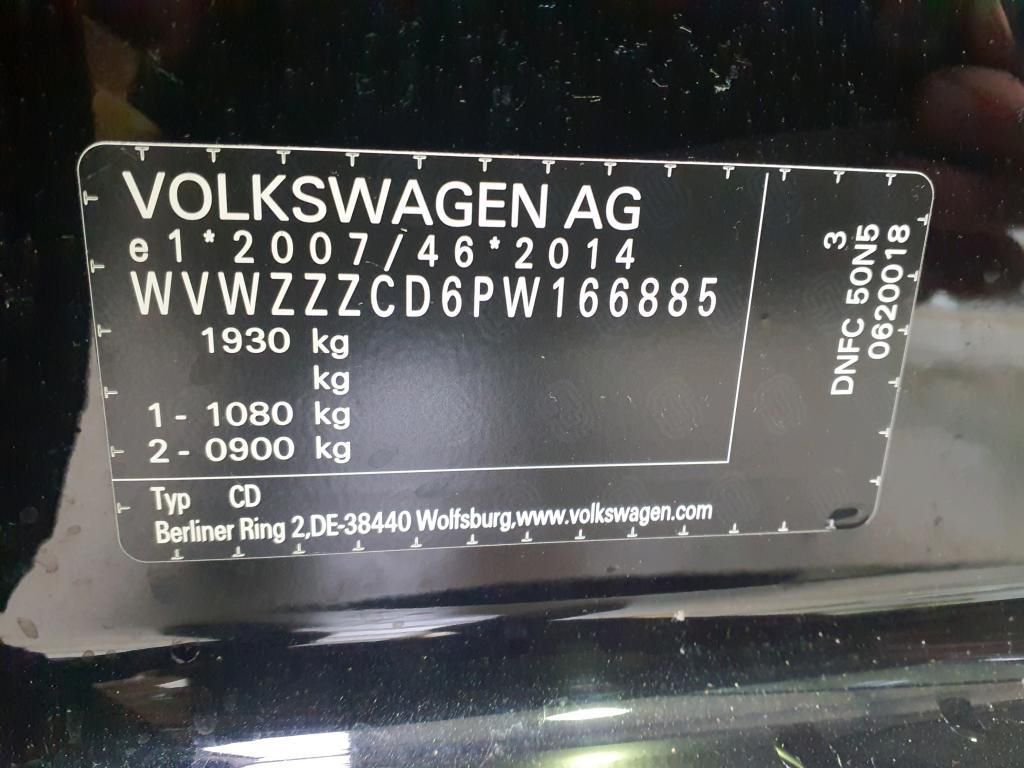 VOLKSWAGEN AG
e1*2007/46*2014
WVWZZZCD6PW166885
1930 kg
kg
1 - 1080 kg
2 - 0900 kg
Typ CD
Berliner Ring 2,DE-38440 Wolfsburg,www.volkswagen.com
3
DNFC 50N5
0620018